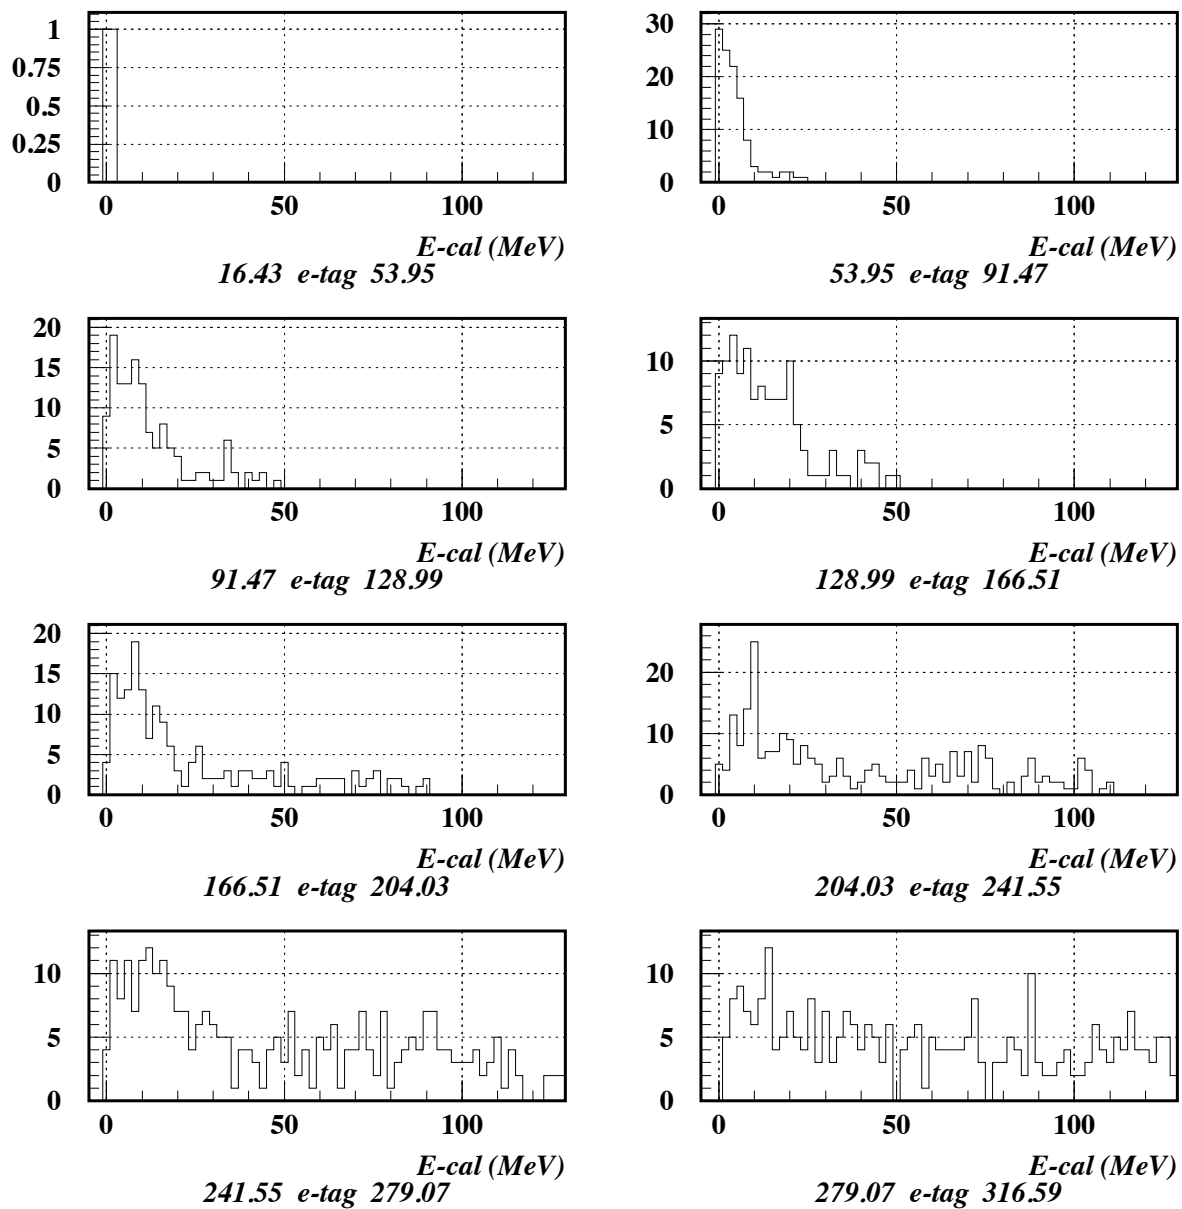 1
0.75
0.5
0.25
0
0 50 100
E-cal (MeV)
16.43 e-tag 53.95
30
20
10
0
0 50 100
E-cal (MeV)
53.95 e-tag 91.47
20
15
10
5
0
0 50 100
E-cal (MeV)
91.47 e-tag 128.99
10
5
0
0 50 100
E-cal (MeV)
128.99 e-tag 166.51
20
15
10
5
0
0 50 100
E-cal (MeV)
166.51 e-tag 204.03
20
10
0
0 50 100
E-cal (MeV)
204.03 e-tag 241.55
10
5
0
0 50 100
E-cal (MeV)
241.55 e-tag 279.07
10
5
0
0 50 100
E-cal (MeV)
279.07 e-tag 316.59